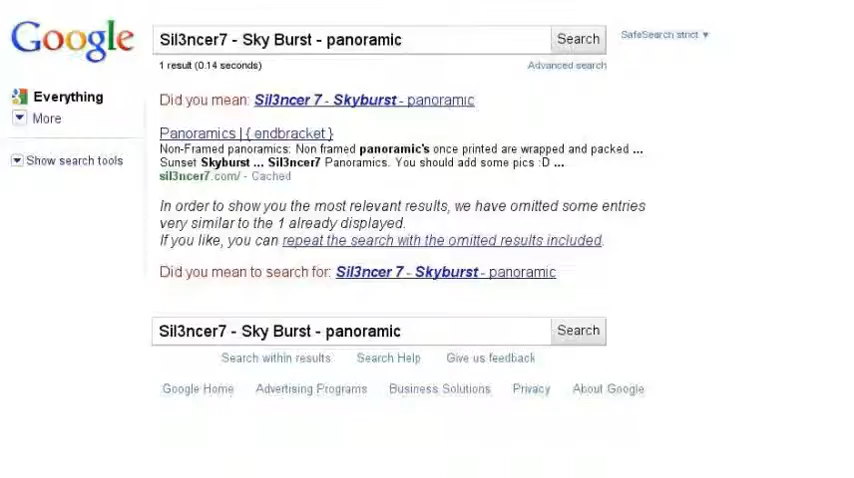 Google
Sil3ncer7 - Sky Burst - panoramic Search SafeSearch strict ▼
1 result (0.14 seconds) Advanced search
Everything
More
Show search tools
Did you mean: Sil3ncer 7 - Skyburst - panoramic
Panoramics | { endbracket }
Non-Framed panoramics: Non framed panoramic's once printed are wrapped and packed ...
Sunset Skyburst ... Sil3ncer7 Panoramics. You should add some pics :D ...
sil3ncer7.com/ - Cached
In order to show you the most relevant results, we have omitted some entries
very similar to the 1 already displayed.
If you like, you can repeat the search with the omitted results included.
Did you mean to search for: Sil3ncer 7 - Skyburst - panoramic
Sil3ncer7 - Sky Burst - panoramic Search
Search within results Search Help Give us feedback
Google Home Advertising Programs Business Solutions Privacy About Google